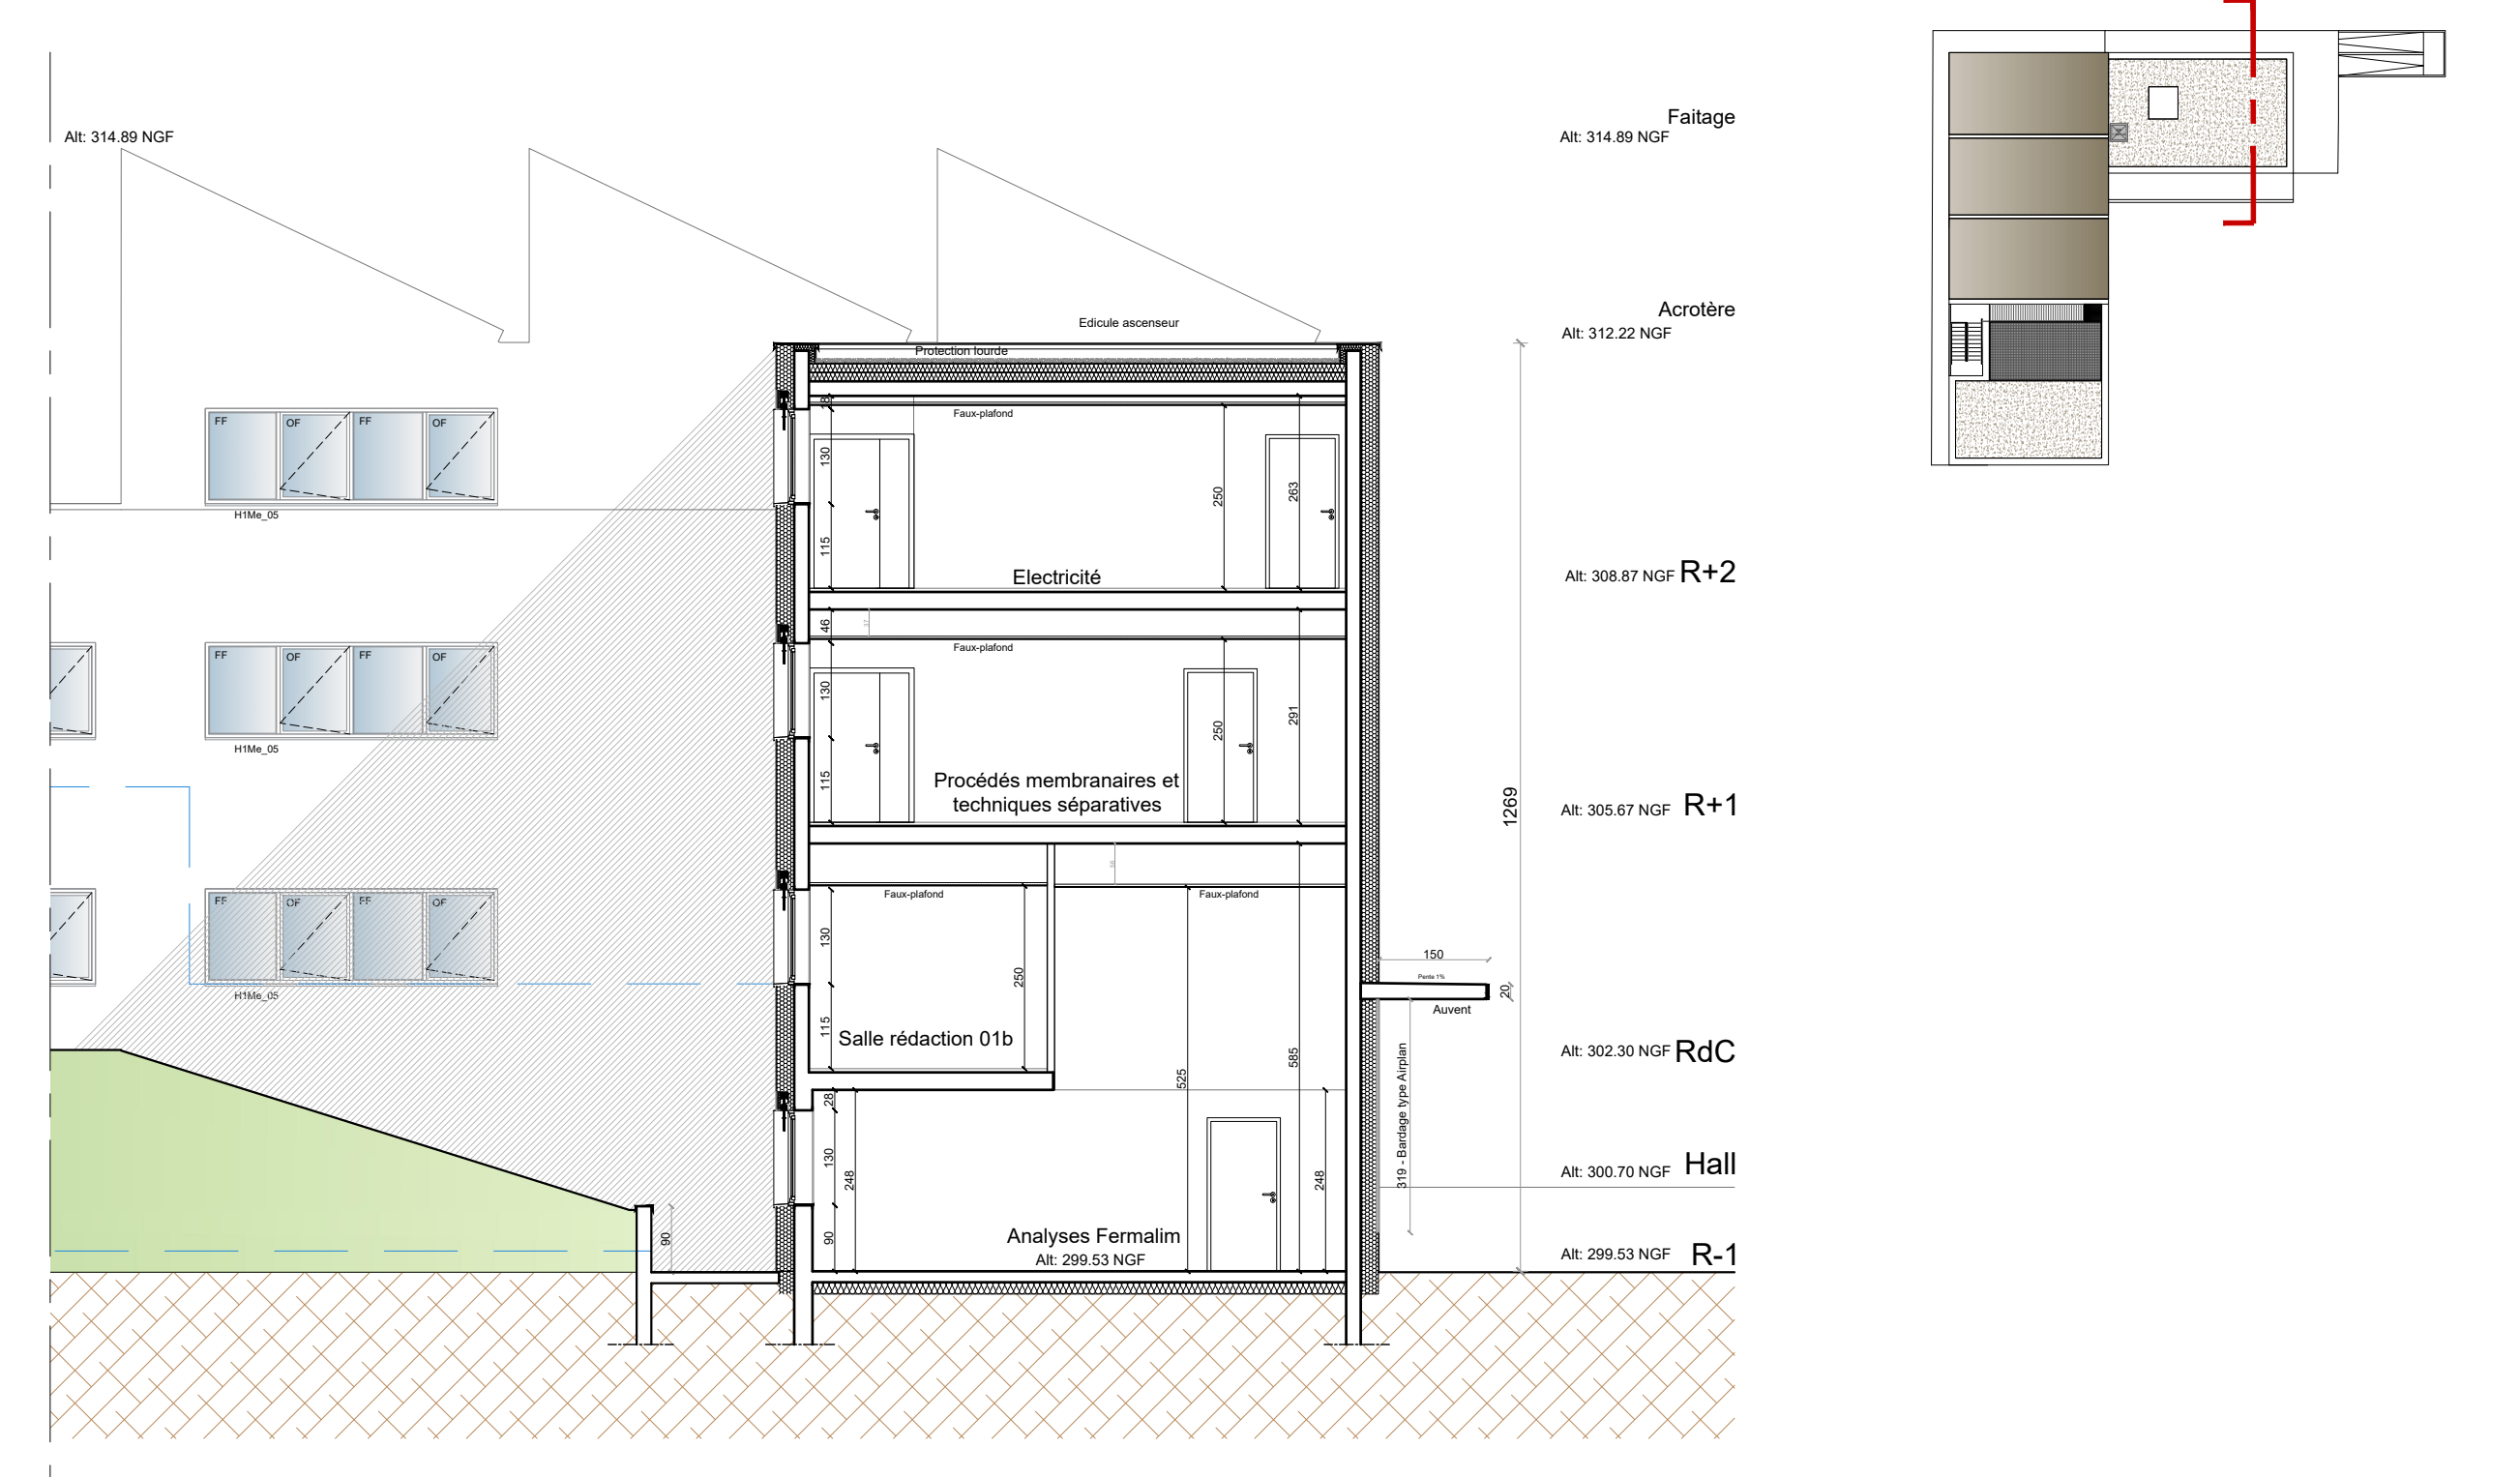 Faitage
Alt: 314.89 NGF
Alt: 314.89 NGF
Acrotère
Alt: 312.22 NGF
Edicule ascenseur
Protection lourde
18
Faux-plafond
FF
OF
FF
OF
H1Me_05
130
115
250
263
Electricité
Alt: 308.87 NGF
R+2
46
37
Faux-plafond
FF
OF
FF
OF
H1Me_05
130
115
250
291
Procédés membranaires et
techniques séparatives
1269
Alt: 305.67 NGF
R+1
Faux-plafond
Faux-plafond
FF
OF
FF
OF
H1Me_05
130
115
250
150
Pente 1%
20
Auvent
Salle rédaction 01b
585
525
Alt: 302.30 NGF
RdC
319 - Bardage type Airplan
28
130
248
90
248
90
Alt: 300.70 NGF
Hall
Analyses Fermalim
Alt: 299.53 NGF
Alt: 299.53 NGF
R-1